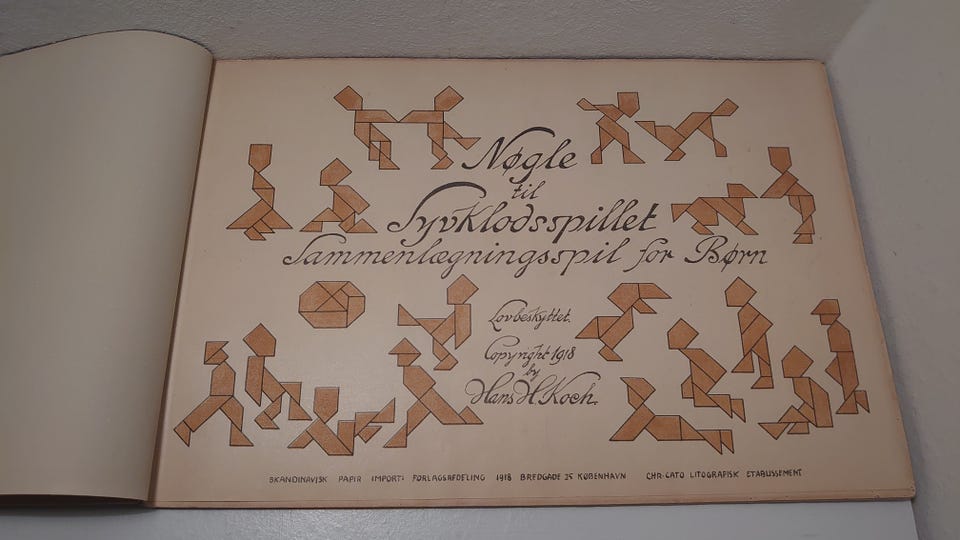 Nøgle
til
Syvklodsspillet
Sammenlægningsspil for Børn
Lovbeskyttet.
Copyright 1918
by
Hans H. Koch.
SKANDINAVISK PAPIR IMPORT: FORLAGSAFDELING 1918 BREDGADE 25 KØBENHAVN CHR. CATO LITOGRAFISK ETABLISSEMENT